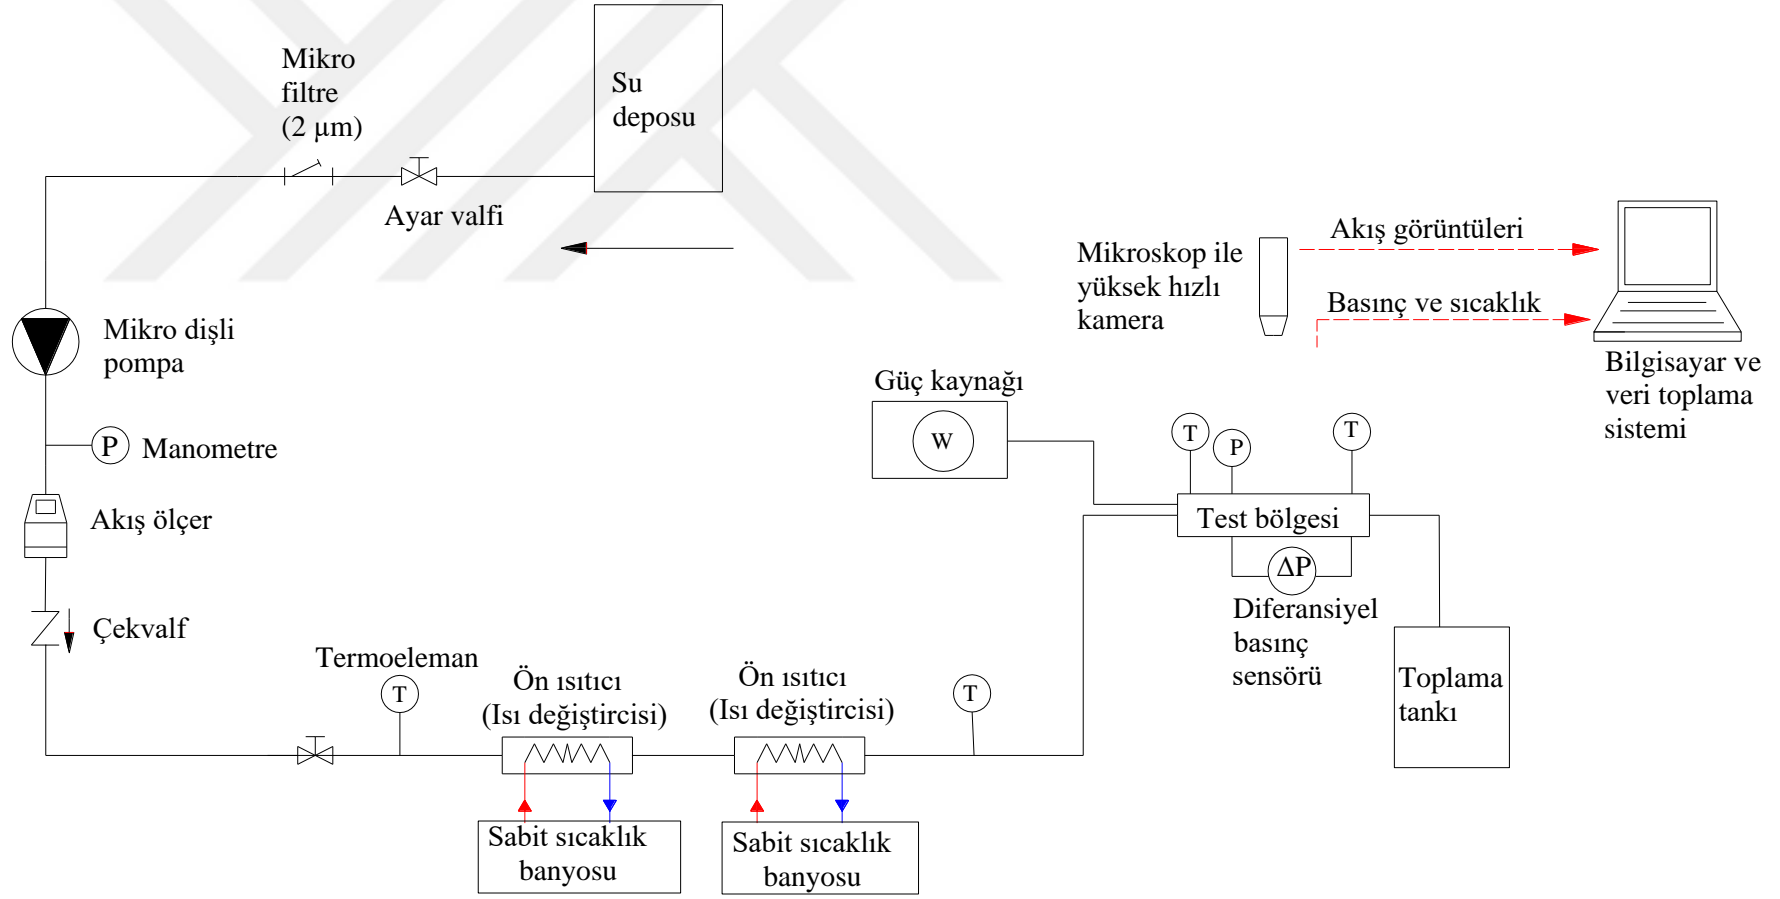 Mikro
filtre
(2 µm)
Su
deposu
Ayar valfi
Mikro dişli
pompa
P
Manometre
Akış ölçer
Çekvalf
Termoeleman
T
Ön ısıtıcı
(Isı değiştircisi)
Sabit sıcaklık
banyosu
Ön ısıtıcı
(Isı değiştircisi)
Sabit sıcaklık
banyosu
T
Güç kaynağı
W
Mikroskop ile
yüksek hızlı
kamera
Akış görüntüleri
Basınç ve sıcaklık
Bilgisayar ve
veri toplama
sistemi
T
P
T
Test bölgesi
ΔP
Diferansiyel
basınç
sensörü
Toplama
tankı